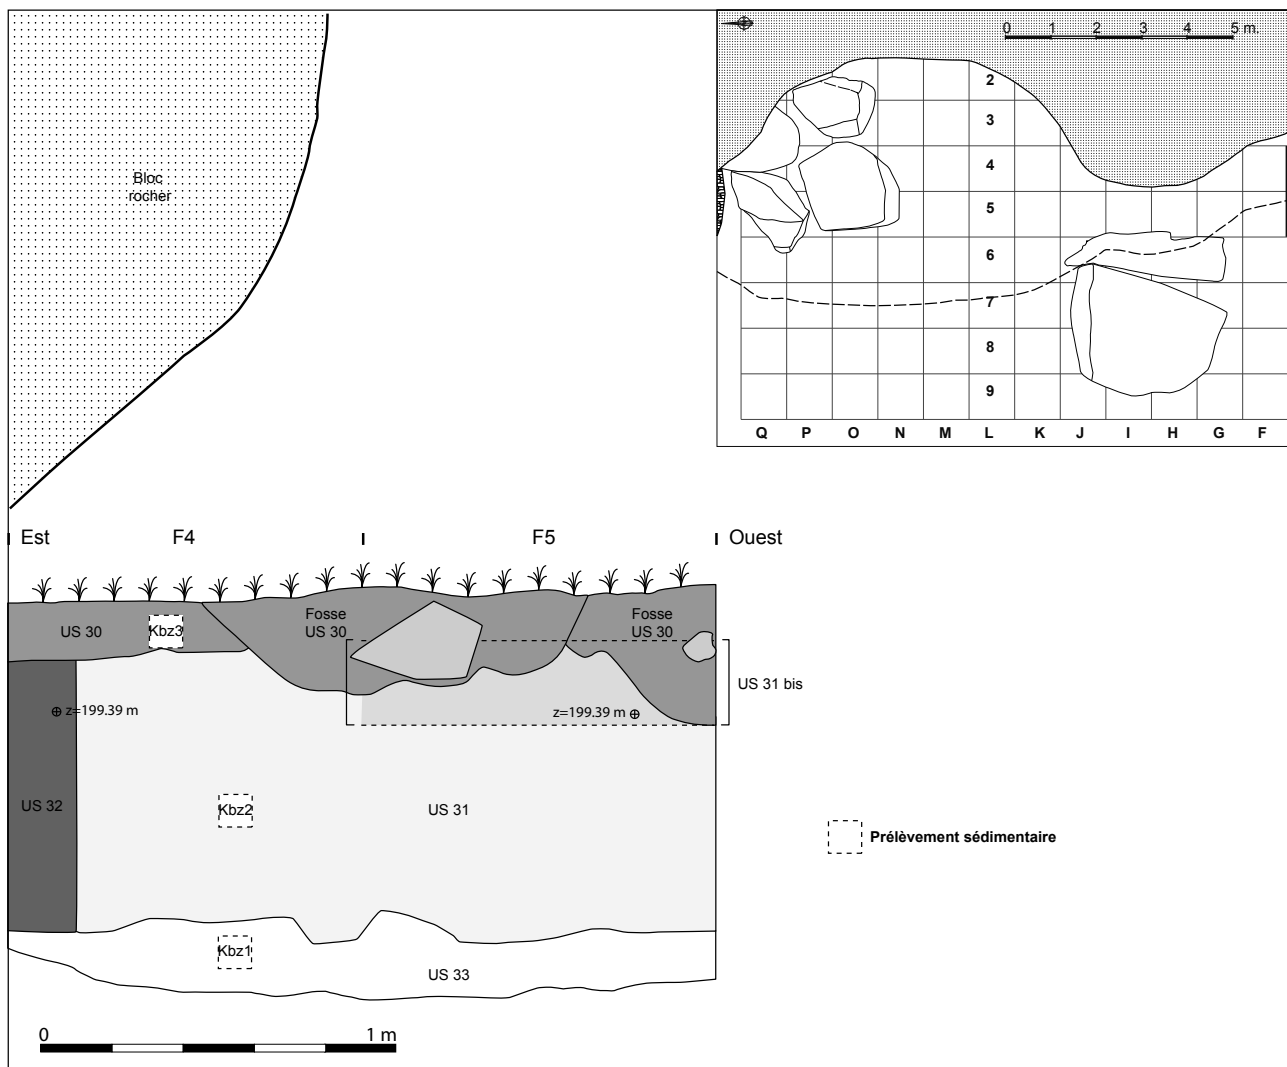 Bloc
rocher
0 1 2 3 4 5 m.
2
3
4
5
6
7
8
9
Q P O N M L K J I H G F
Est F4 F5 Ouest
US 30
Kbz3
Fosse
US 30
Fosse
US 30
US 31 bis
z=199.39 m
z=199.39 m
US 32
Kbz2
US 31
Prélèvement sédimentaire
Kbz1
US 33
0 1 m